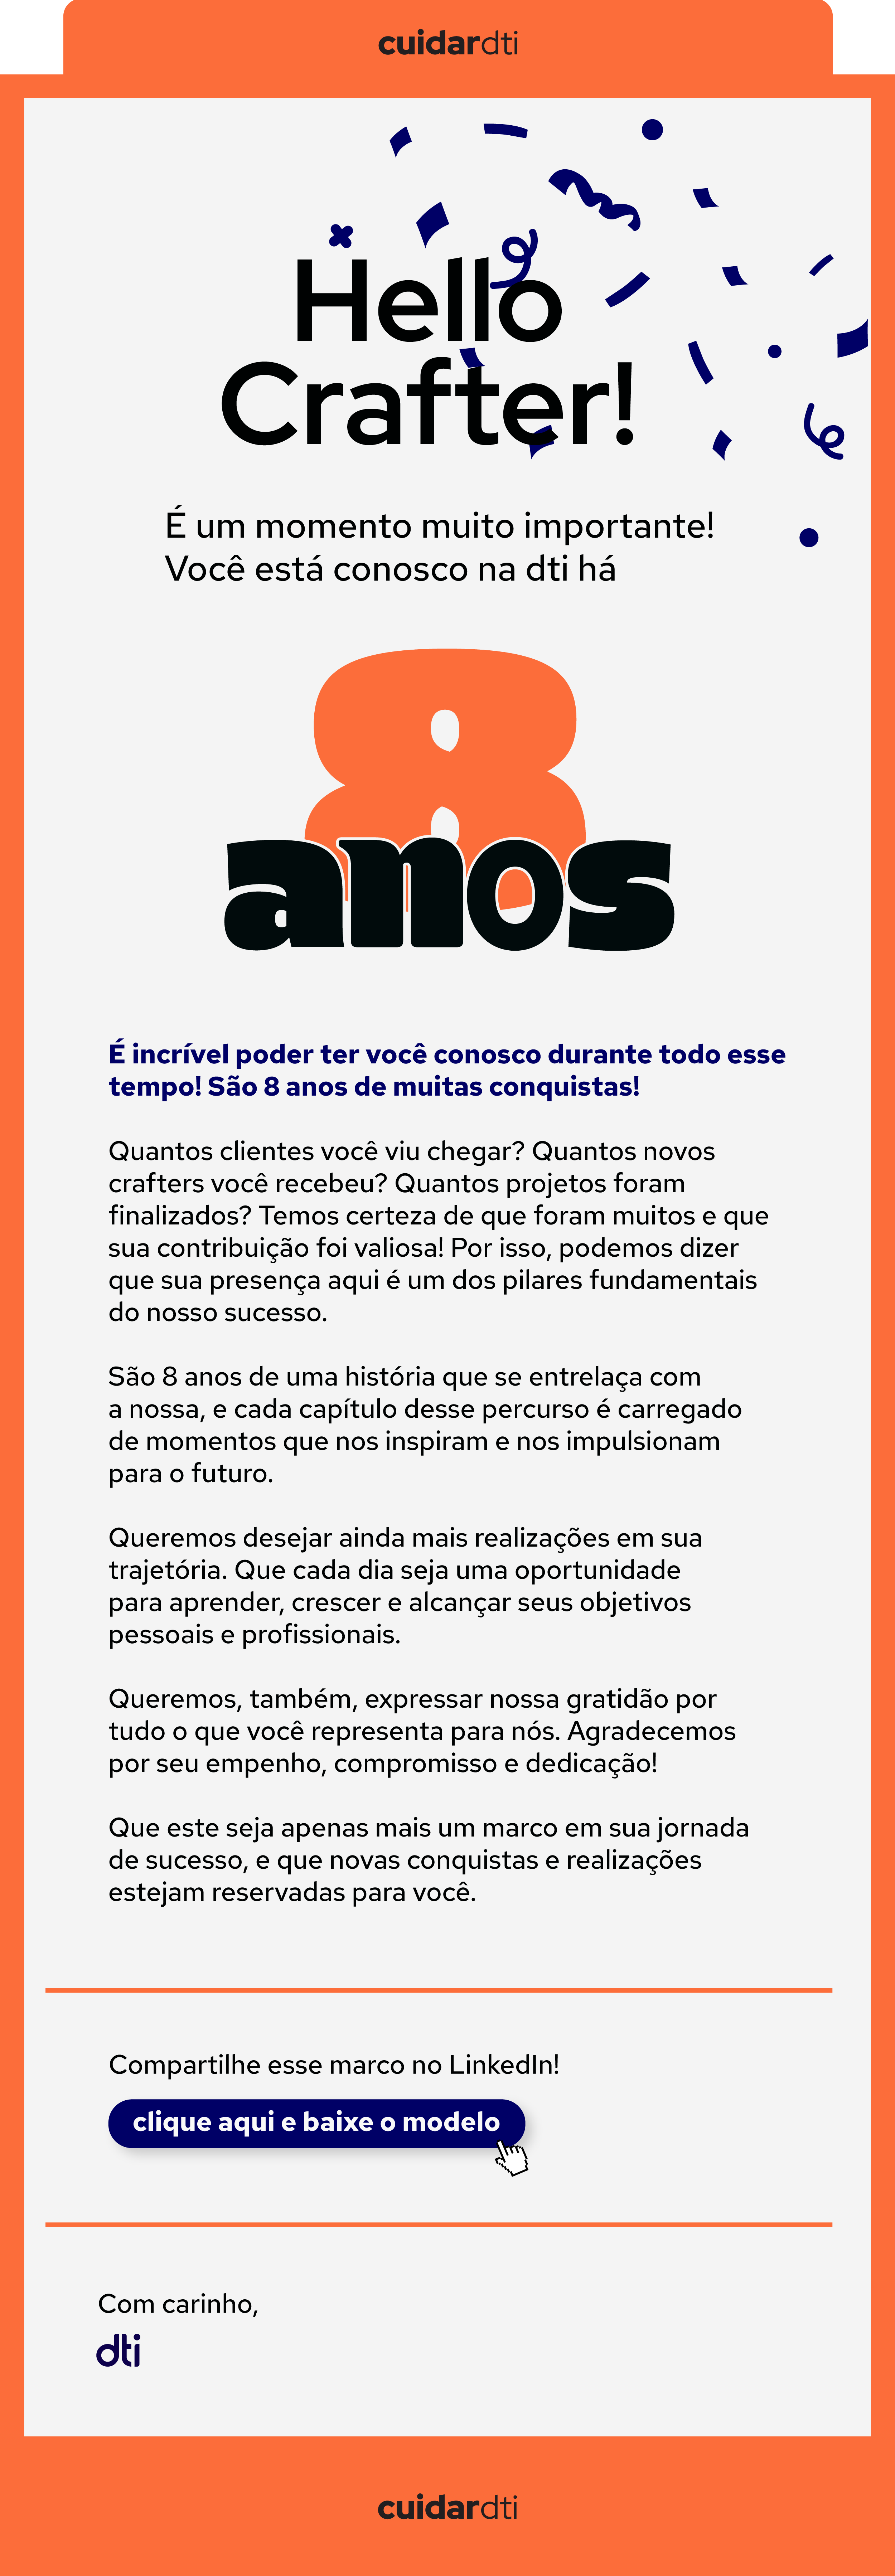 cuidardti
Hello
Crafter!
É um momento muito importante!
Você está conosco na dti há
8
anos
É incrível poder ter você conosco durante todo esse
tempo! São 8 anos de muitas conquistas!
Quantos clientes você viu chegar? Quantos novos
crafters você recebeu? Quantos projetos foram
finalizados? Temos certeza de que foram muitos e que
sua contribuição foi valiosa! Por isso, podemos dizer
que sua presença aqui é um dos pilares fundamentais
do nosso sucesso.
São 8 anos de uma história que se entrelaça com
a nossa, e cada capítulo desse percurso é carregado
de momentos que nos inspiram e nos impulsionam
para o futuro.
Queremos desejar ainda mais realizações em sua
trajetória. Que cada dia seja uma oportunidade
para aprender, crescer e alcançar seus objetivos
pessoais e profissionais.
Queremos, também, expressar nossa gratidão por
tudo o que você representa para nós. Agradecemos
por seu empenho, compromisso e dedicação!
Que este seja apenas mais um marco em sua jornada
de sucesso, e que novas conquistas e realizações
estejam reservadas para você.
Compartilhe esse marco no LinkedIn!
clique aqui e baixe o modelo
Com carinho,
dti
cuidardti